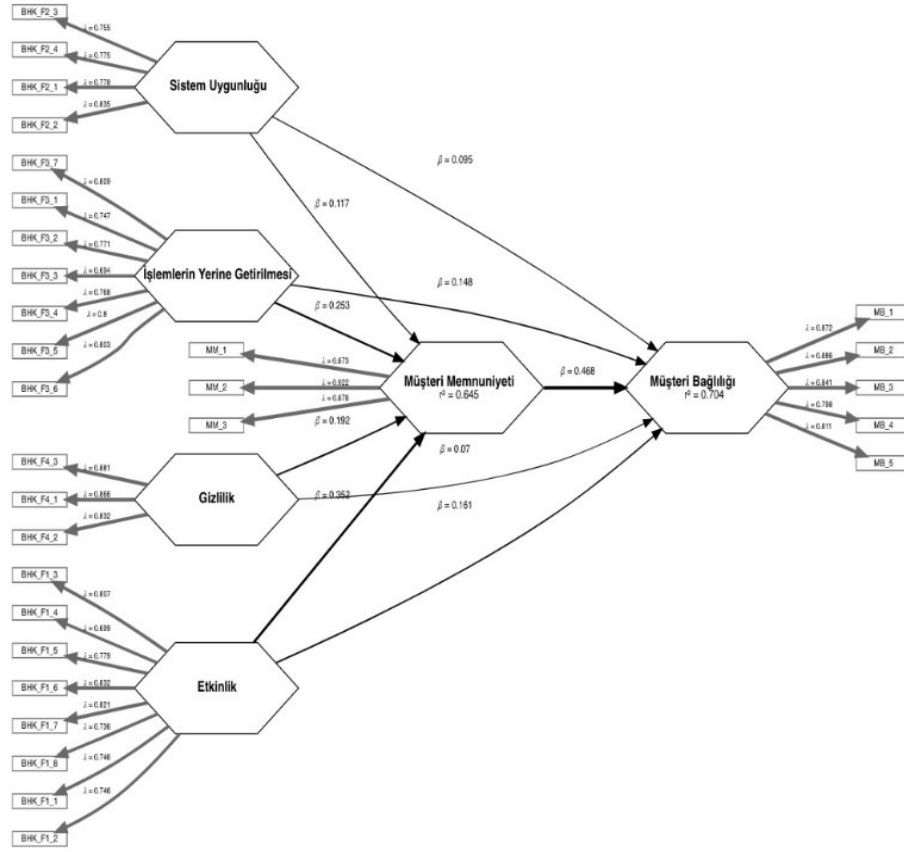 BHK_F2_3
λ = 0.755
BHK_F2_4
λ = 0.775
BHK_F2_1
λ = 0.778
BHK_F2_2
λ = 0.835
Sistem Uygunluğu
β = 0.095
β = 0.117
BHK_F3_7
λ = 0.809
BHK_F3_1
λ = 0.747
BHK_F3_2
λ = 0.771
BHK_F3_3
λ = 0.694
BHK_F3_4
λ = 0.768
BHK_F3_5
λ = 0.8
BHK_F3_6
λ = 0.803
İşlemlerin Yerine Getirilmesi
β = 0.148
β = 0.253
MM_1
λ = 0.873
MM_2
λ = 0.922
MM_3
λ = 0.878
Müşteri Memnuniyeti
r² = 0.645
β = 0.468
Müşteri Bağlılığı
r² = 0.704
MB_1
λ = 0.872
MB_2
λ = 0.886
MB_3
λ = 0.841
MB_4
λ = 0.798
MB_5
λ = 0.811
β = 0.192
β = 0.07
BHK_F4_3
λ = 0.881
BHK_F4_1
λ = 0.866
BHK_F4_2
λ = 0.832
Gizlilik
β = 0.352
β = 0.161
BHK_F1_3
λ = 0.807
BHK_F1_4
λ = 0.699
BHK_F1_5
λ = 0.779
BHK_F1_6
λ = 0.832
BHK_F1_7
λ = 0.821
BHK_F1_8
λ = 0.736
BHK_F1_1
λ = 0.746
BHK_F1_2
λ = 0.746
Etkinlik